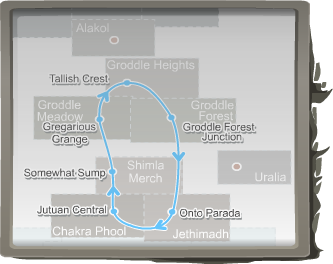 Alakol
Groddle Heights
Tallish Crest
Groddle
Meadow
Groddle
Forest
Gregarious
Grange
Groddle Forest
Junction
Shimla
Merch
Somewhat Sump
Uralia
Jutuan Central
Onto Parada
Chakra Phool
Jethimadh